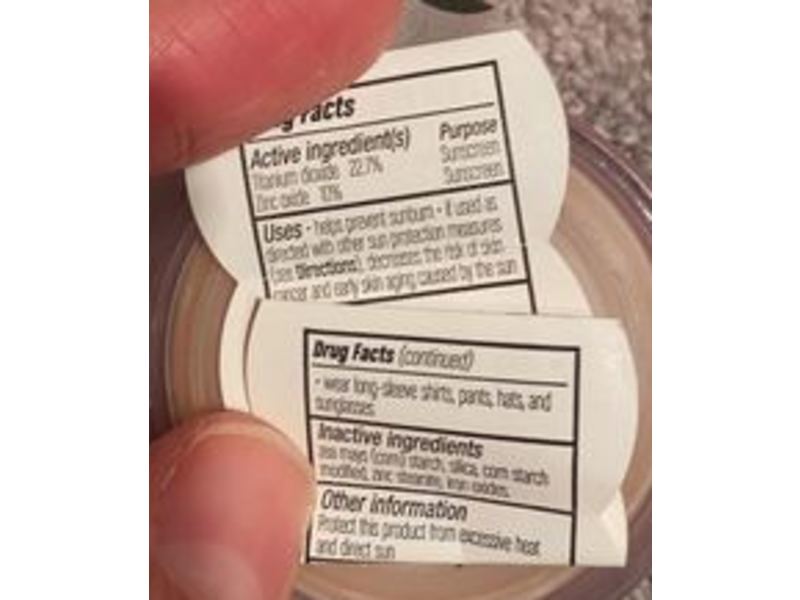 g Facts
Active ingredient(s) Purpose
Titanium dioxide 22.7% Sunscreen
Zinc oxide 10% Sunscreen
Uses • helps prevent sunburn • if used as
directed with other sun protection measures
(see Directions), decreases the risk of skin
cancer and early skin aging caused by the sun
Drug Facts (continued)
• wear long-sleeve shirts, pants, hats, and
sunglasses
Inactive ingredients
zea mays (corn) starch, silica, corn starch
modified, zinc stearate, iron oxides.
Other information
Protect this product from excessive heat
and direct sun